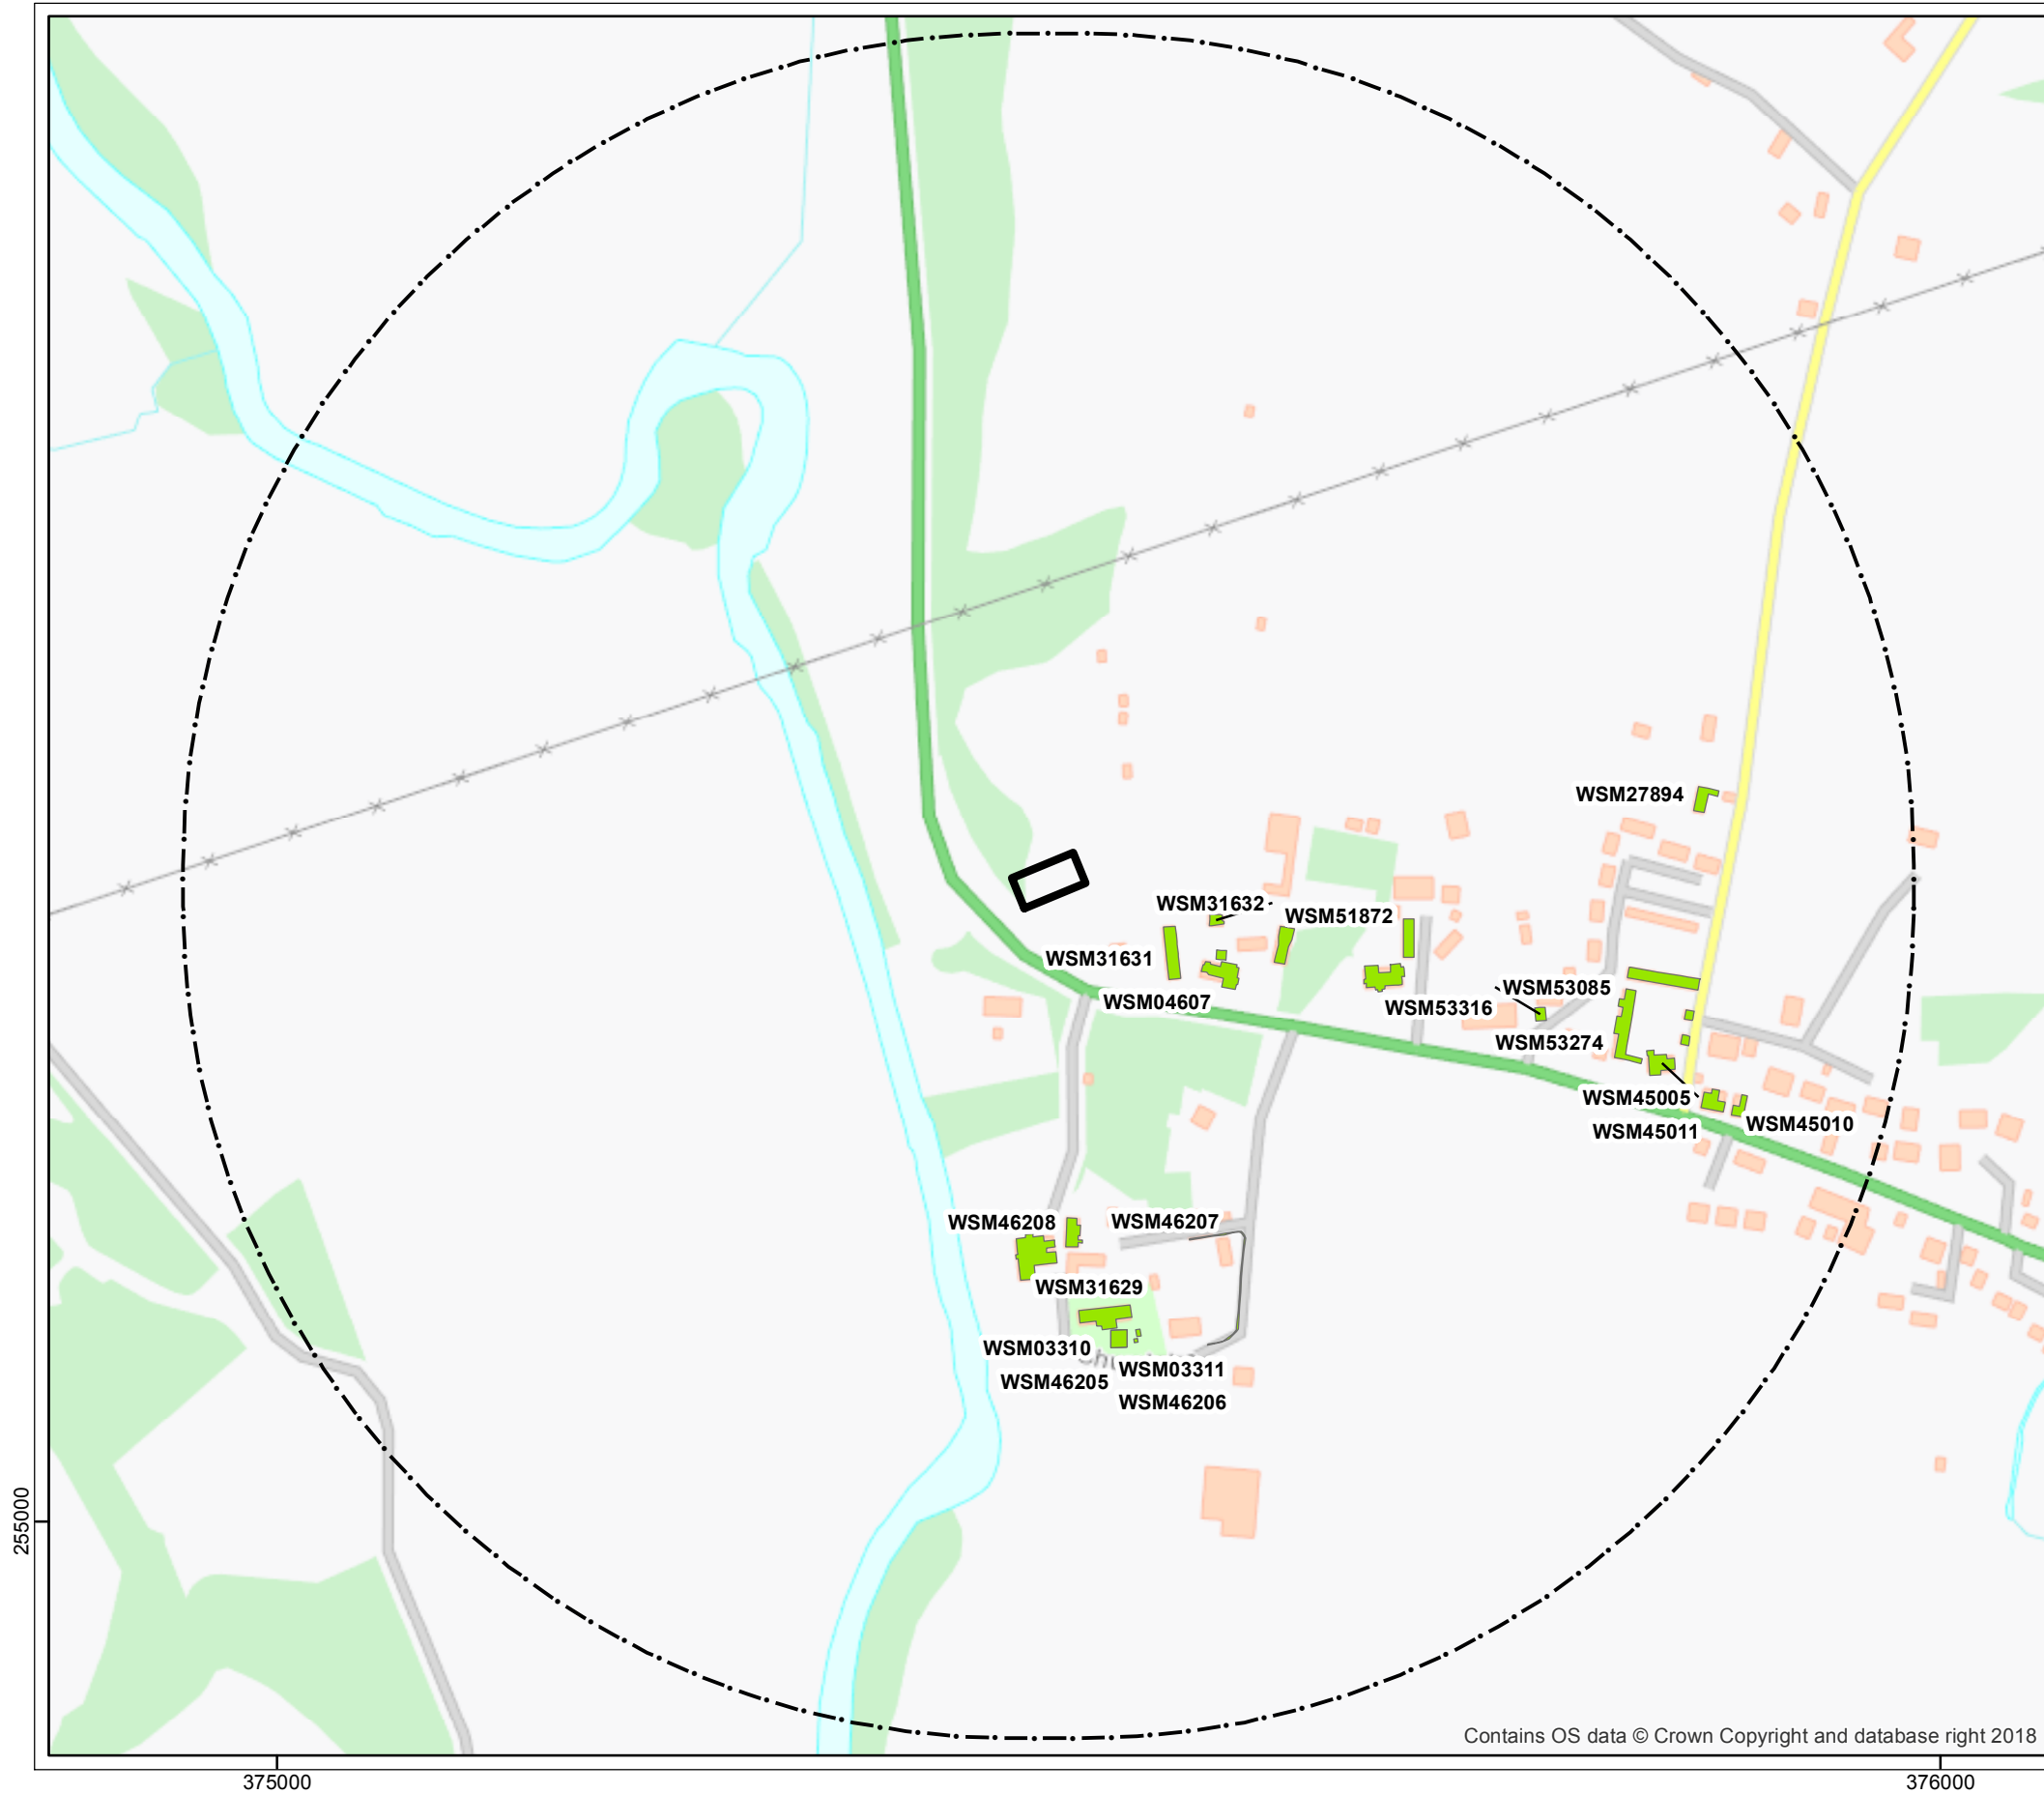 WSM27894
WSM31632
WSM51872
WSM31631
WSM53085
WSM04607
WSM53316
WSM53274
WSM45005
WSM45010
WSM45011
WSM46208
WSM46207
WSM31629
WSM03310
WSM03311
WSM46205
WSM46206
255000
Contains OS data © Crown Copyright and database right 2018
375000
376000